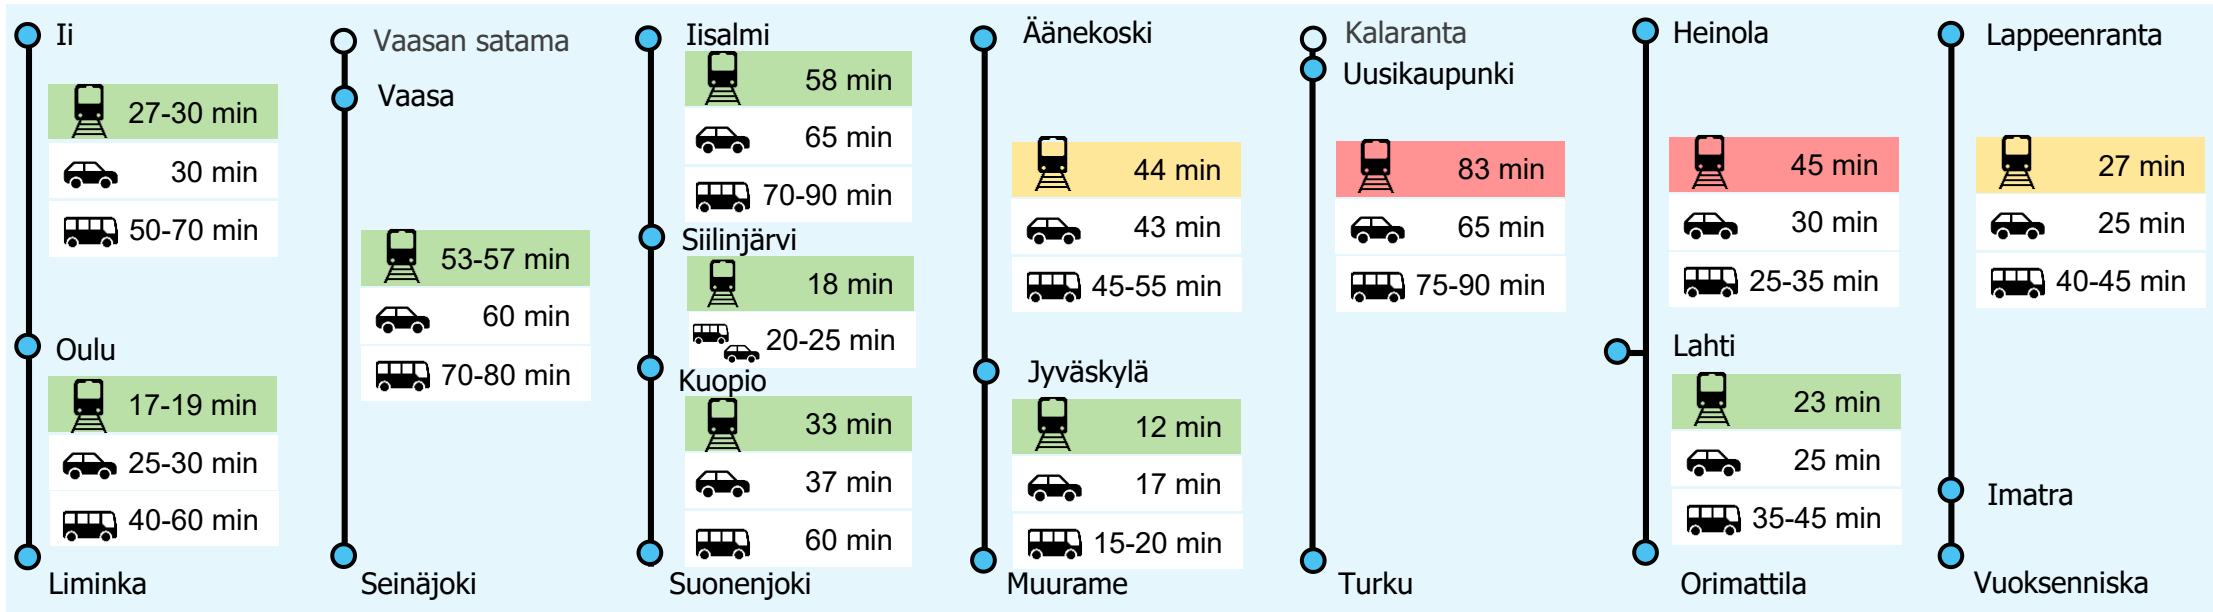 Ii
27-30 min
30 min
50-70 min
Oulu
17-19 min
25-30 min
40-60 min
Liminka
Vaasan satama
Vaasa
53-57 min
60 min
70-80 min
Seinäjoki
Iisalmi
58 min
65 min
70-90 min
Siilinjärvi
18 min
20-25 min
Kuopio
33 min
37 min
60 min
Suonenjoki
Äänekoski
44 min
43 min
45-55 min
Jyväskylä
12 min
17 min
15-20 min
Muurame
Kalaranta
Uusikaupunki
83 min
65 min
75-90 min
Turku
Heinola
45 min
30 min
25-35 min
Lahti
23 min
25 min
35-45 min
Orimattila
Lappeenranta
27 min
25 min
40-45 min
Imatra
Vuoksenniska